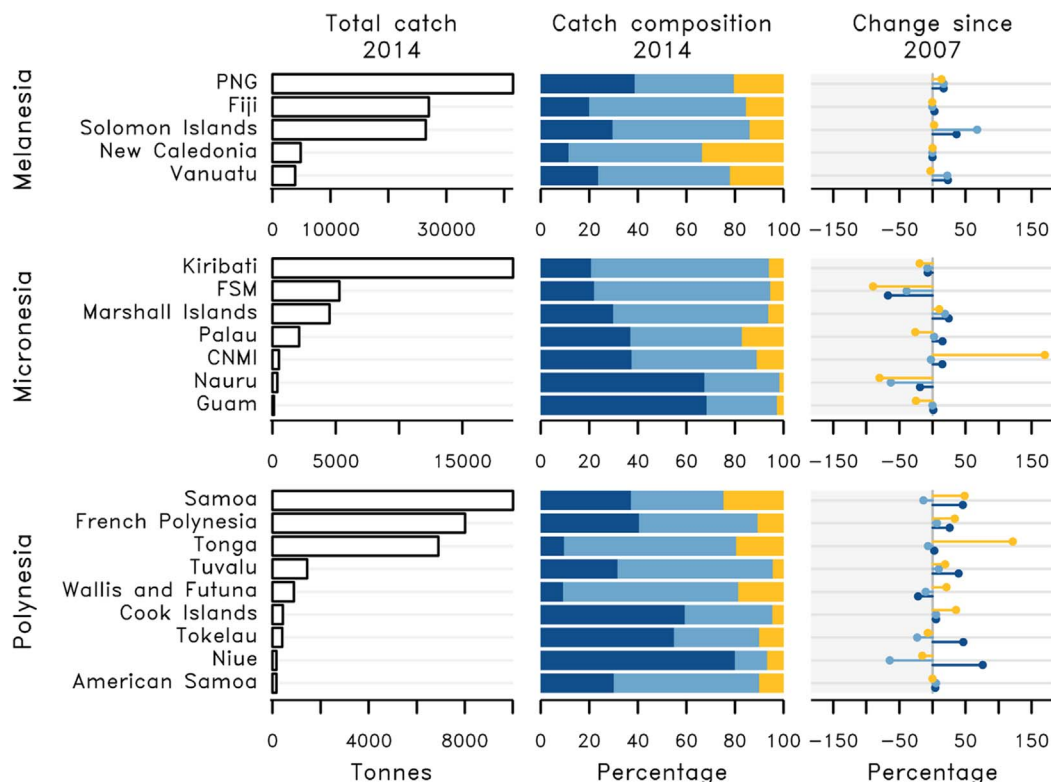 Total catch 2014
Catch composition 2014
Change since 2007
Melanesia
PNG
Fiji
Solomon Islands
New Caledonia
Vanuatu
0 10000 30000
0 20 40 60 80 100
-150 -50 50 150
Micronesia
Kiribati
FSM
Marshall Islands
Palau
CNMI
Nauru
Guam
0 5000 15000
0 20 40 60 80 100
-150 -50 50 150
Polynesia
Samoa
French Polynesia
Tonga
Tuvalu
Wallis and Futuna
Cook Islands
Tokelau
Niue
American Samoa
0 4000 8000
0 20 40 60 80 100
-150 -50 50 150
Tonnes
Percentage
Percentage